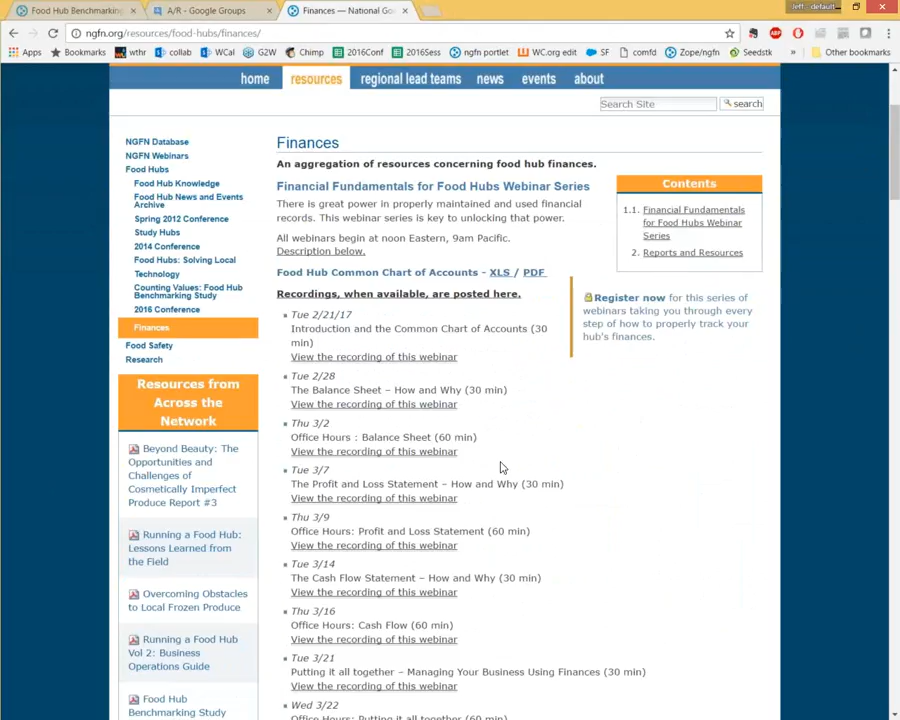 Food Hub Benchmarking
A/R - Google Groups
Finances — National Go
Jeff - default
ngfn.org/resources/food-hubs/finances/
Apps
Bookmarks
wthr
collab
WCal
G2W
Chimp
2016Conf
2016Sess
ngfn portlet
WC.org edit
SF
comfd
Zope/ngfn
Seedstk
»
Other bookmarks
home
resources
regional lead teams
news
events
about
Search Site
search
NGFN Database
NGFN Webinars
Food Hubs
Food Hub Knowledge
Food Hub News and Events
Archive
Spring 2012 Conference
Study Hubs
2014 Conference
Food Hubs: Solving Local
Technology
Counting Values: Food Hub
Benchmarking Study
2016 Conference
Finances
Food Safety
Research
Resources from
Across the
Network
Beyond Beauty: The
Opportunities and
Challenges of
Cosmetically Imperfect
Produce Report #3
Running a Food Hub:
Lessons Learned from
the Field
Overcoming Obstacles
to Local Frozen Produce
Running a Food Hub
Vol 2: Business
Operations Guide
Food Hub
Benchmarking Study
Finances
An aggregation of resources concerning food hub finances.
Financial Fundamentals for Food Hubs Webinar Series
There is great power in properly maintained and used financial
records. This webinar series is key to unlocking that power.
All webinars begin at noon Eastern, 9am Pacific.
Description below.
Food Hub Common Chart of Accounts - XLS / PDF
Recordings, when available, are posted here.
Tue 2/21/17
Introduction and the Common Chart of Accounts (30
min)
View the recording of this webinar
Tue 2/28
The Balance Sheet – How and Why (30 min)
View the recording of this webinar
Thu 3/2
Office Hours : Balance Sheet (60 min)
View the recording of this webinar
Tue 3/7
The Profit and Loss Statement – How and Why (30 min)
View the recording of this webinar
Thu 3/9
Office Hours: Profit and Loss Statement (60 min)
View the recording of this webinar
Tue 3/14
The Cash Flow Statement – How and Why (30 min)
View the recording of this webinar
Thu 3/16
Office Hours: Cash Flow (60 min)
View the recording of this webinar
Tue 3/21
Putting it all together – Managing Your Business Using Finances (30 min)
View the recording of this webinar
Wed 3/22
Office Hours: Putting it all together (60 min)
Contents
1.1. Financial Fundamentals
for Food Hubs Webinar
Series
2. Reports and Resources
Register now for this series of
webinars taking you through every
step of how to properly track your
hub's finances.